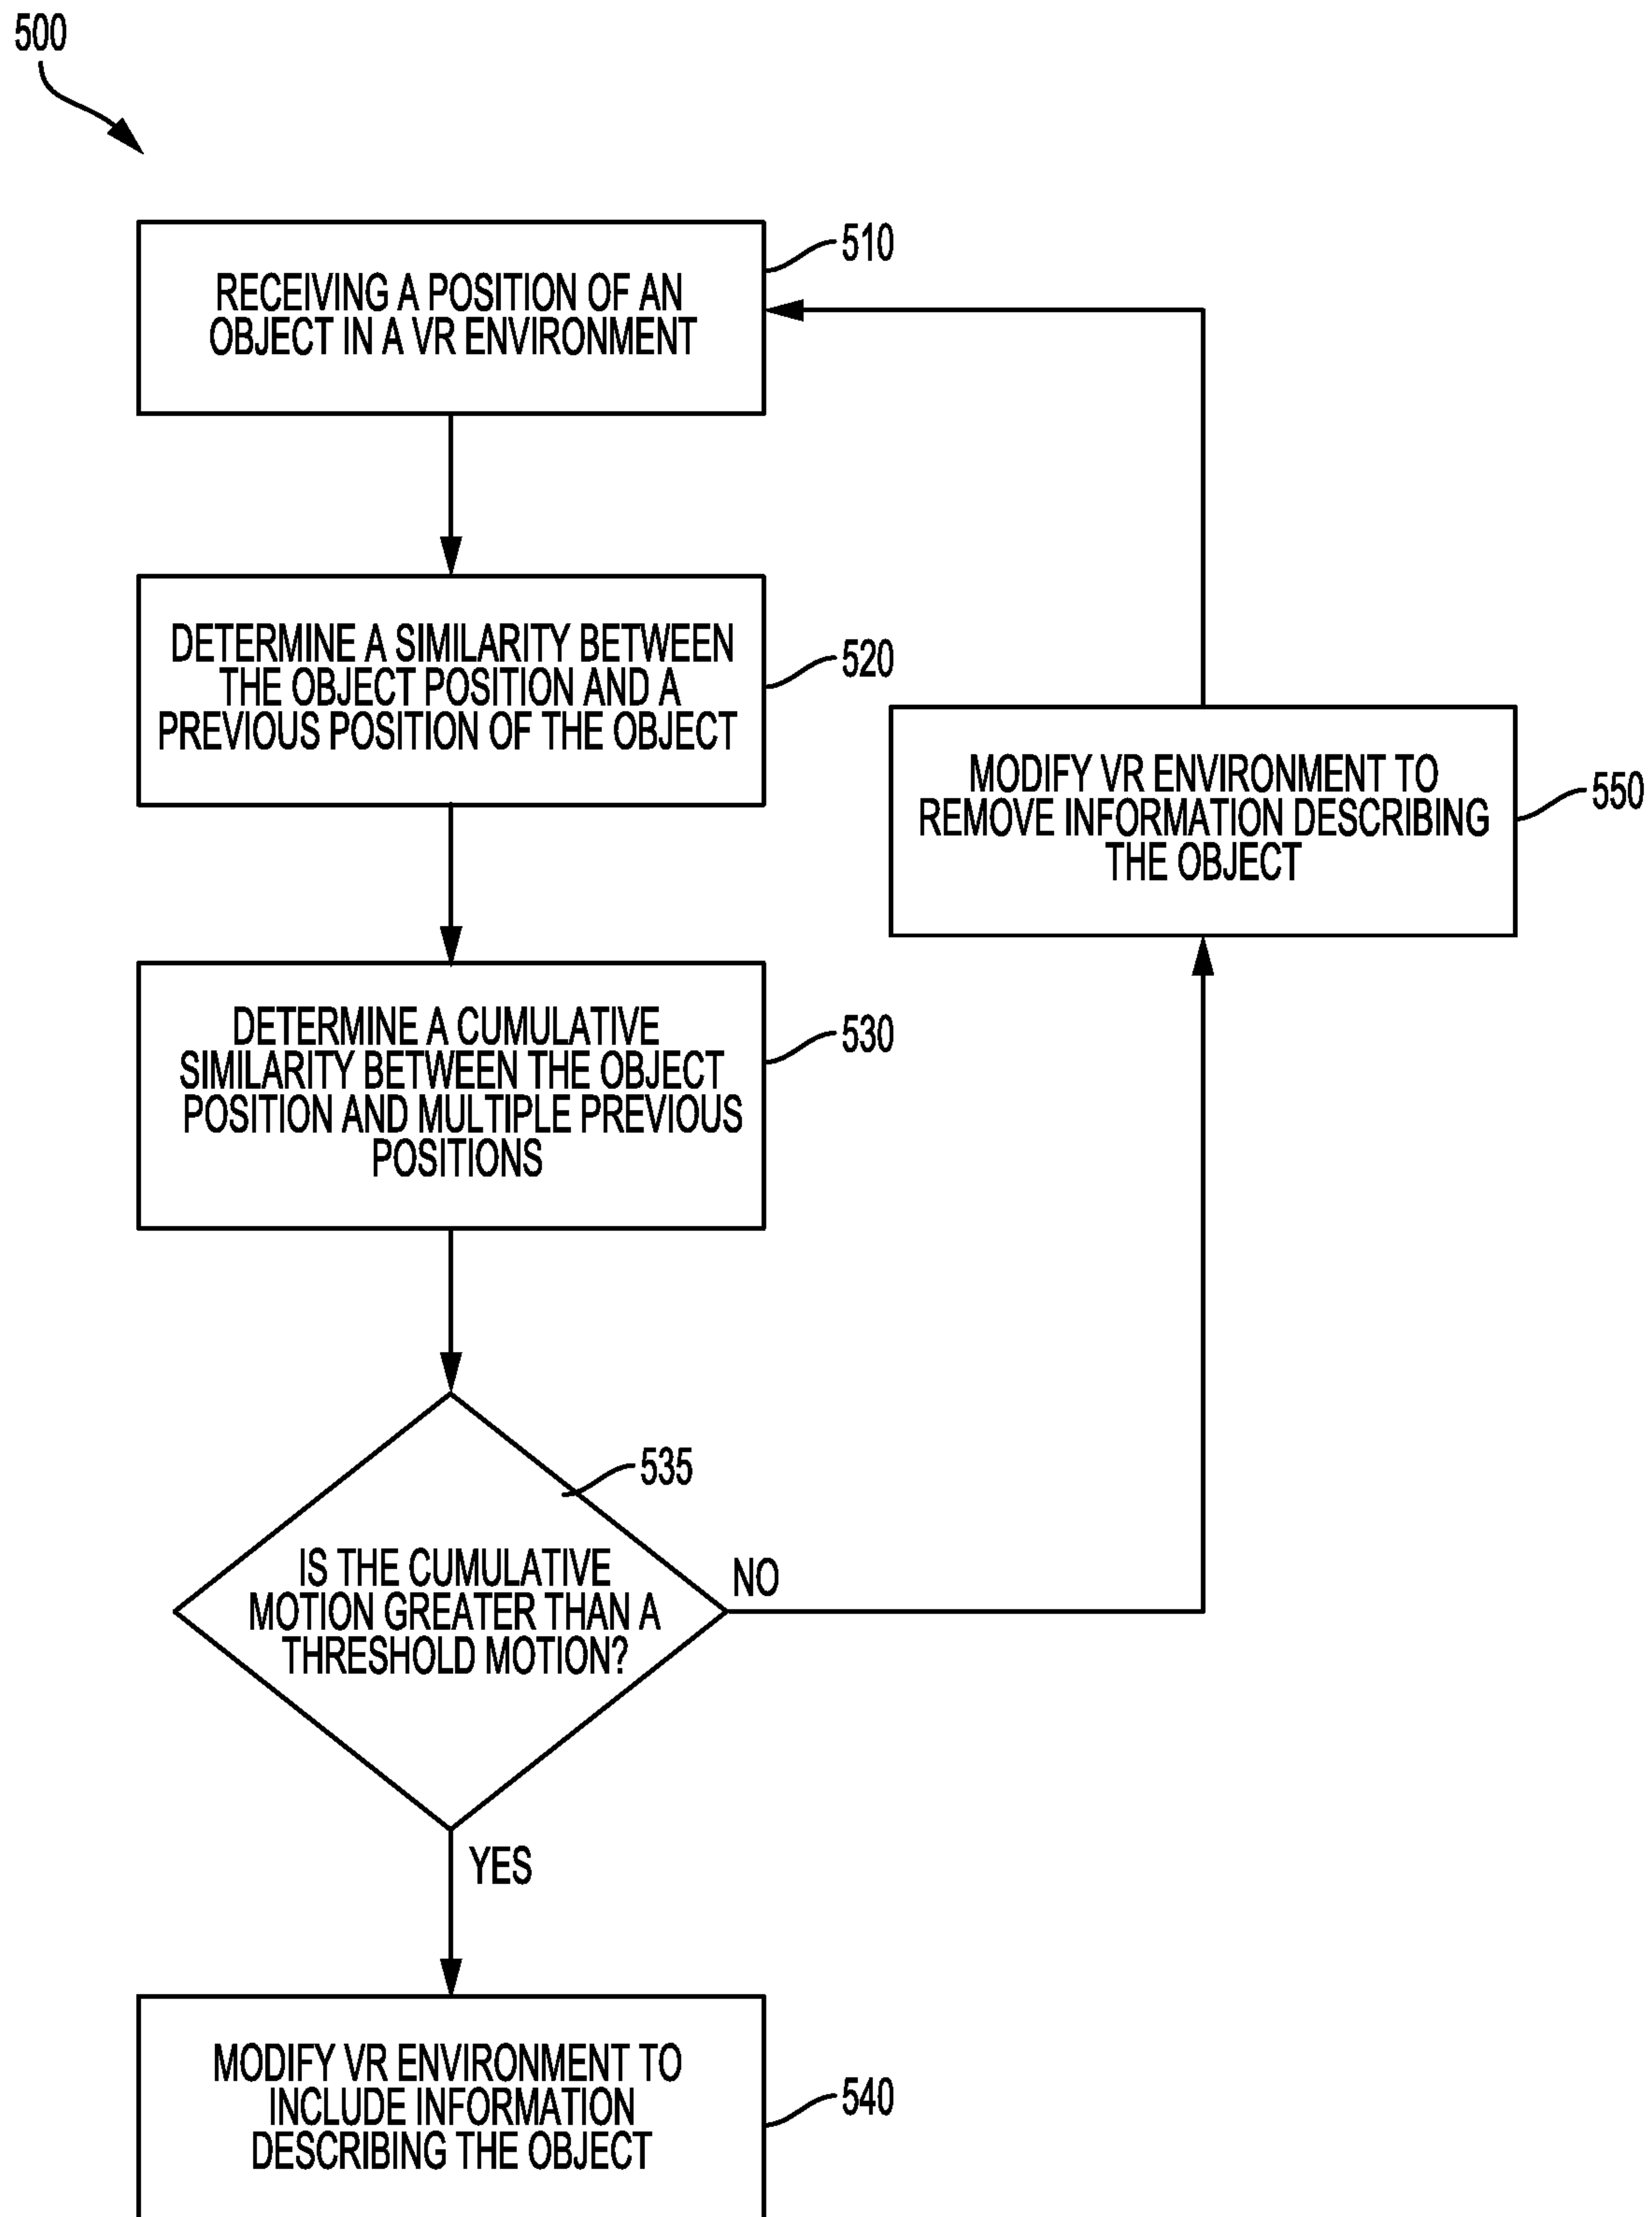 500
510
RECEIVING A POSITION OF AN
OBJECT IN A VR ENVIRONMENT
520
DETERMINE A SIMILARITY BETWEEN
THE OBJECT POSITION AND A
PREVIOUS POSITION OF THE OBJECT
550
MODIFY VR ENVIRONMENT TO
REMOVE INFORMATION DESCRIBING
THE OBJECT
530
DETERMINE A CUMULATIVE
SIMILARITY BETWEEN THE OBJECT
POSITION AND MULTIPLE PREVIOUS
POSITIONS
535
IS THE CUMULATIVE
MOTION GREATER THAN A
THRESHOLD MOTION?
NO
YES
MODIFY VR ENVIRONMENT TO
INCLUDE INFORMATION
DESCRIBING THE OBJECT
540